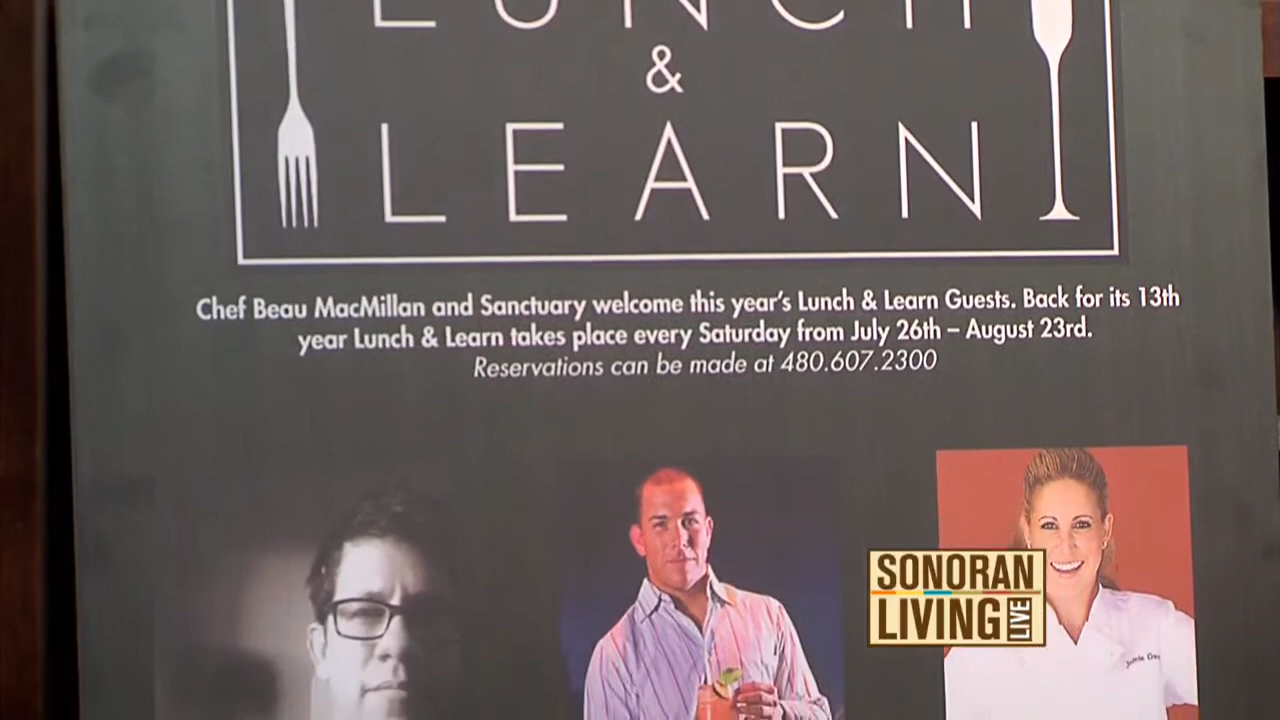 LUNCH
&
LEARN
Chef Beau MacMillan and Sanctuary welcome this year's Lunch & Learn Guests. Back for its 13th
year Lunch & Learn takes place every Saturday from July 26th – August 23rd.
Reservations can be made at 480.607.2300
SONORAN
LIVING LIVE
Jamie